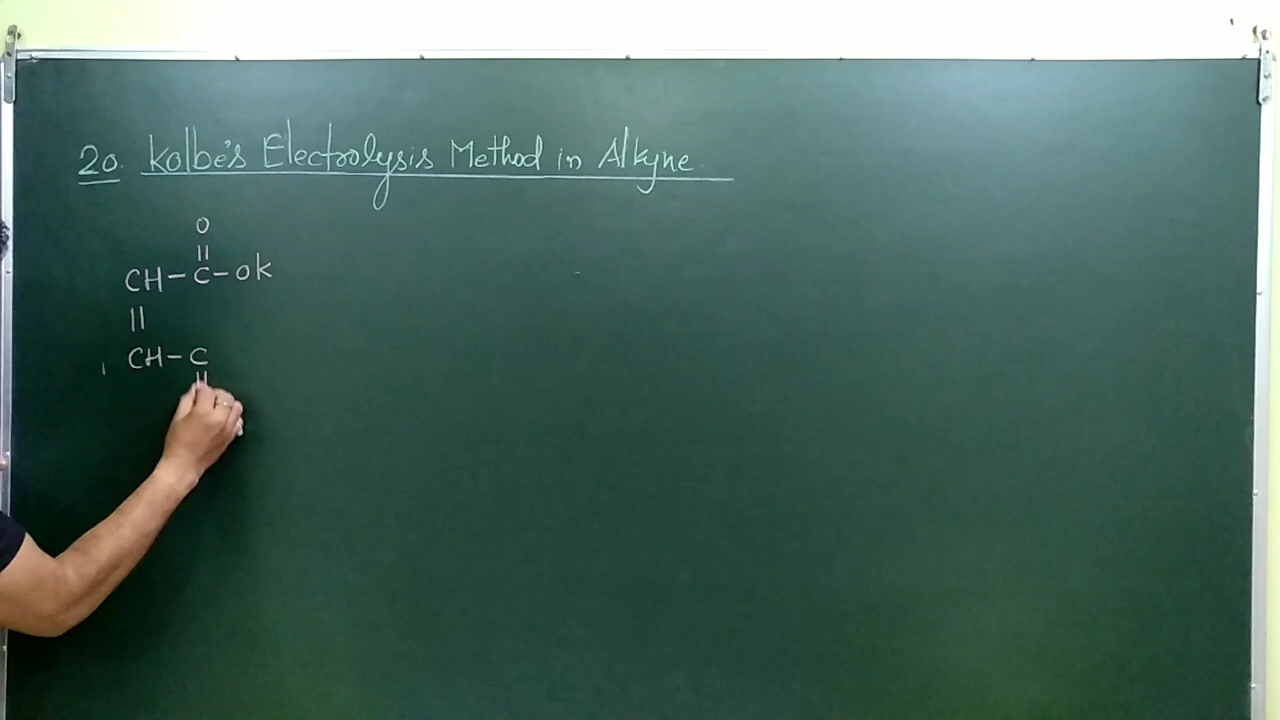 20. Kolbe's Electrolysis Method in Alkyne
O
||
CH-C-OK
||
CH-C
||